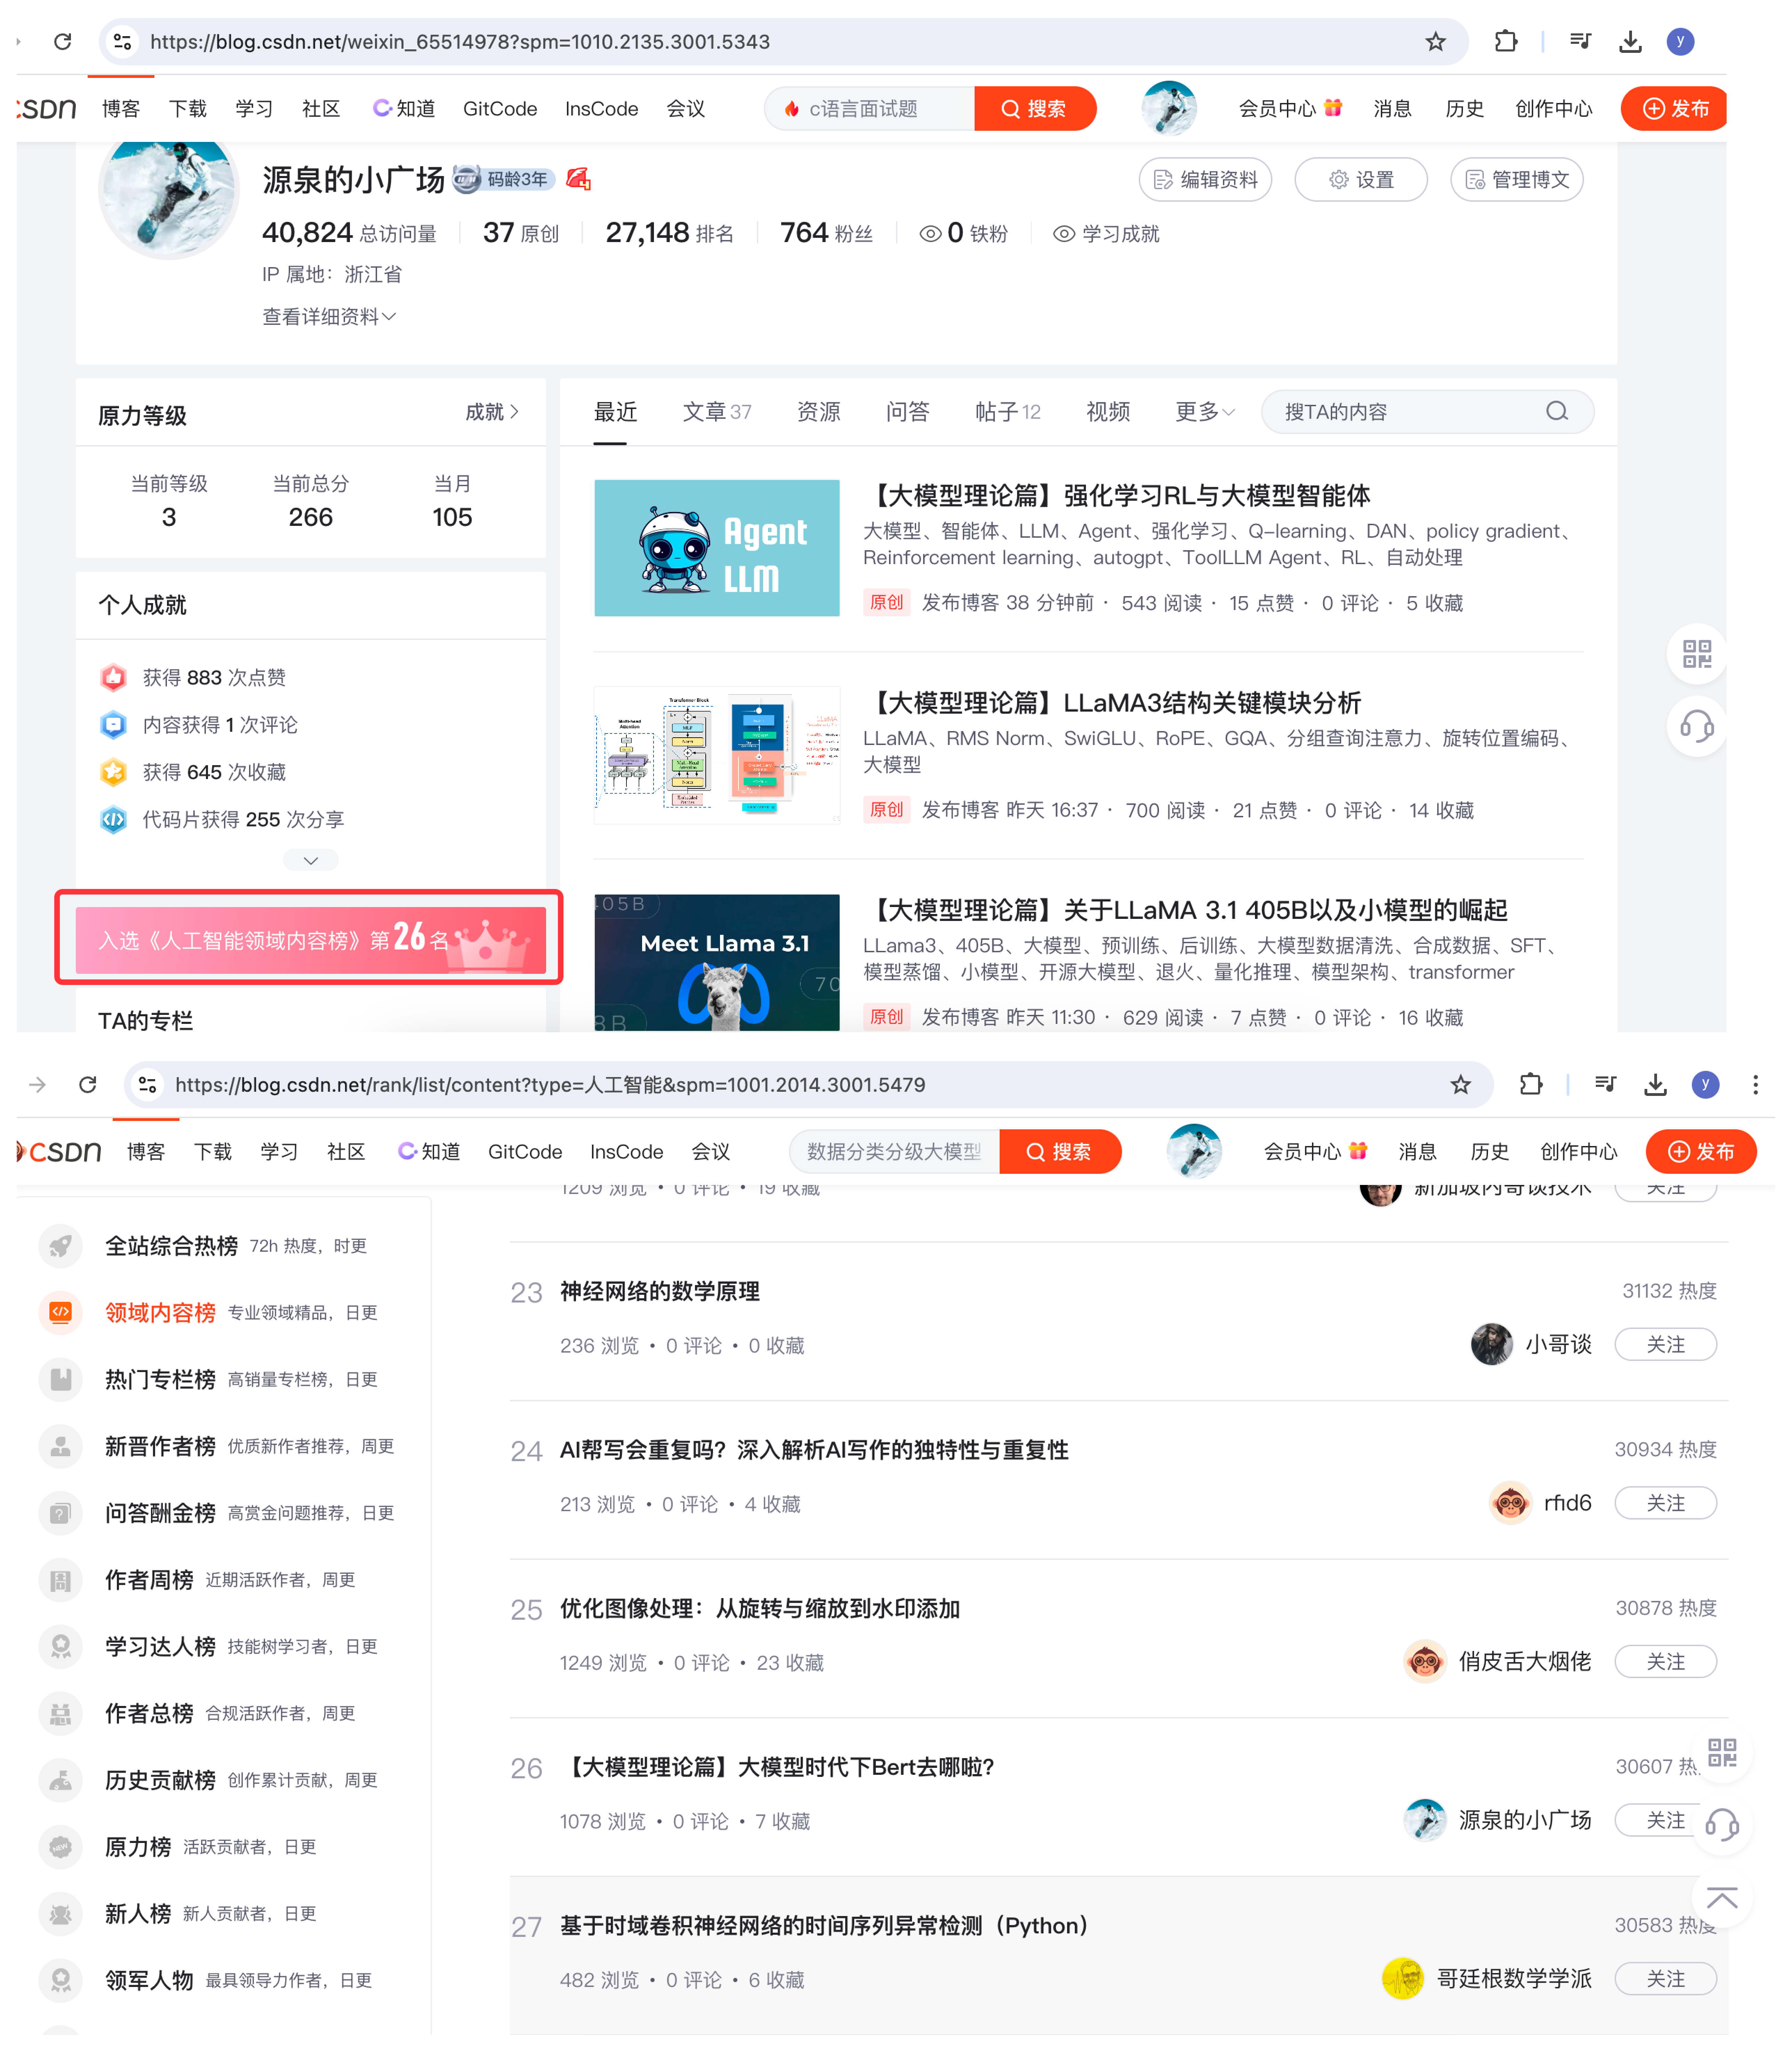 https://blog.csdn.net/weixin_65514978?spm=1010.2135.3001.5343
y
CSDN 博客 下载 学习 社区 C知道 GitCode InsCode 会议 c语言面试题 搜索 会员中心 消息 历史 创作中心 发布
源泉的小广场 码龄3年
编辑资料 设置 管理博文
40,824 总访问量 37 原创 27,148 排名 764 粉丝 0 铁粉 学习成就
IP 属地：浙江省
查看详细资料
原力等级 成就
当前等级 当前总分 当月
3 266 105
个人成就
获得 883 次点赞
内容获得 1 次评论
获得 645 次收藏
代码片获得 255 次分享
入选《人工智能领域内容榜》第26名
TA的专栏
最近 文章37 资源 问答 帖子12 视频 更多 搜TA的内容
Agent
LLM
【大模型理论篇】强化学习RL与大模型智能体
大模型、智能体、LLM、Agent、强化学习、Q-learning、DAN、policy gradient、
Reinforcement learning、autogpt、ToolLLM Agent、RL、自动处理
原创 发布博客 38 分钟前 · 543 阅读 · 15 点赞 · 0 评论 · 5 收藏
Transformer Block
【大模型理论篇】LLaMA3结构关键模块分析
LLaMA、RMS Norm、SwiGLU、RoPE、GQA、分组查询注意力、旋转位置编码、
大模型
原创 发布博客 昨天 16:37 · 700 阅读 · 21 点赞 · 0 评论 · 14 收藏
405B
Meet Llama 3.1
70
8B
【大模型理论篇】关于LLaMA 3.1 405B以及小模型的崛起
LLama3、405B、大模型、预训练、后训练、大模型数据清洗、合成数据、SFT、
模型蒸馏、小模型、开源大模型、退火、量化推理、模型架构、transformer
原创 发布博客 昨天 11:30 · 629 阅读 · 7 点赞 · 0 评论 · 16 收藏
https://blog.csdn.net/rank/list/content?type=人工智能&spm=1001.2014.3001.5479
y
CSDN 博客 下载 学习 社区 C知道 GitCode InsCode 会议 数据分类分级大模型 搜索 会员中心 消息 历史 创作中心 发布
全站综合热榜 72h 热度，时更
领域内容榜 专业领域精品，日更
热门专栏榜 高销量专栏榜，日更
新晋作者榜 优质新作者推荐，周更
问答酬金榜 高赏金问题推荐，日更
作者周榜 近期活跃作者，周更
学习达人榜 技能树学习者，日更
作者总榜 合规活跃作者，周更
历史贡献榜 创作累计贡献，周更
原力榜 活跃贡献者，日更
新人榜 新人贡献者，日更
领军人物 最具领导力作者，日更
1209 浏览 • 0 评论 • 19 收藏
新加坡内哥谈技术 关注
23 神经网络的数学原理 31132 热度
236 浏览 • 0 评论 • 0 收藏
小哥谈 关注
24 AI帮写会重复吗？深入解析AI写作的独特性与重复性 30934 热度
213 浏览 • 0 评论 • 4 收藏
rfid6 关注
25 优化图像处理：从旋转与缩放到水印添加 30878 热度
1249 浏览 • 0 评论 • 23 收藏
俏皮舌大烟佬 关注
26 【大模型理论篇】大模型时代下Bert去哪啦？ 30607 热
1078 浏览 • 0 评论 • 7 收藏
源泉的小广场 关注
27 基于时域卷积神经网络的时间序列异常检测（Python） 30583 热度
482 浏览 • 0 评论 • 6 收藏
哥廷根数学学派 关注